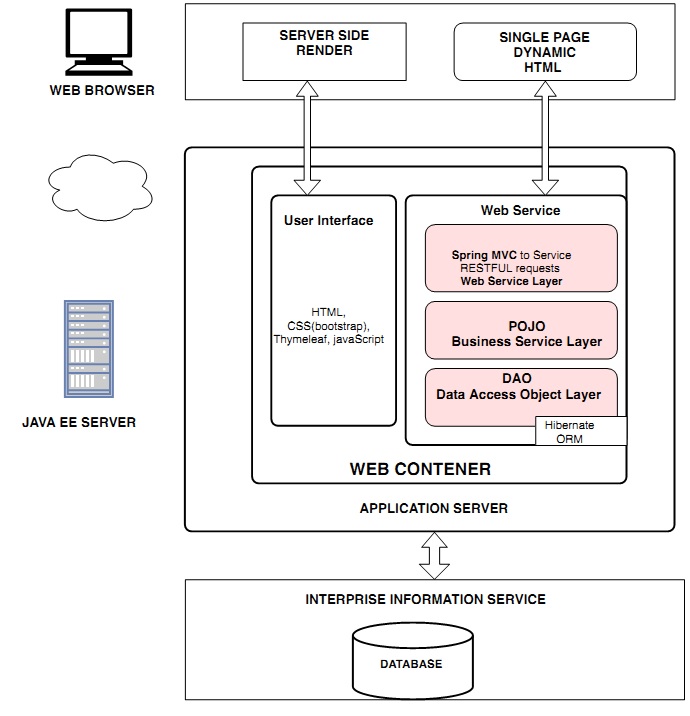 SERVER SIDE
RENDER
SINGLE PAGE
DYNAMIC
HTML
WEB BROWSER
User Interface
HTML,
CSS(bootstrap),
Thymeleaf, javaScript
Web Service
Spring MVC to Service
RESTFUL requests
Web Service Layer
POJO
Business Service Layer
DAO
Data Access Object Layer
Hibernate
ORM
WEB CONTENER
APPLICATION SERVER
JAVA EE SERVER
INTERPRISE INFORMATION SERVICE
DATABASE